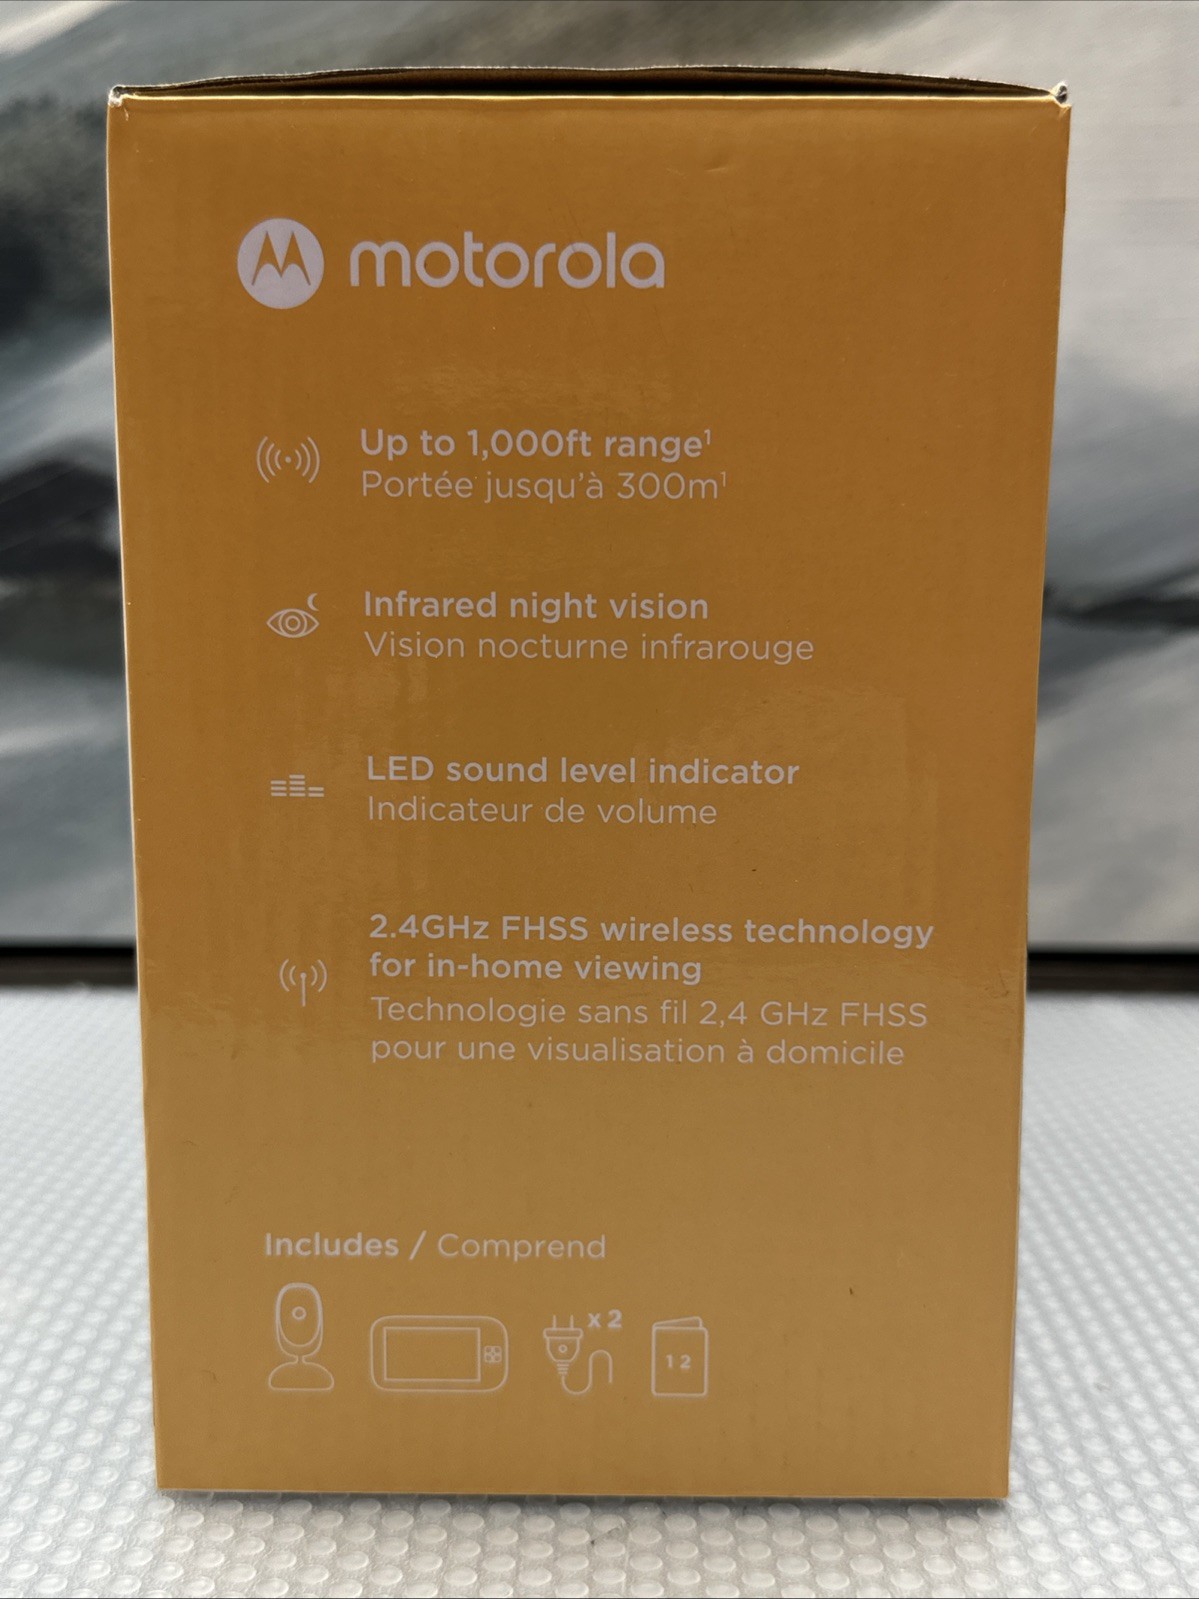 motorola
Up to 1,000ft range¹
Portée jusqu'à 300m¹
Infrared night vision
Vision nocturne infrarouge
LED sound level indicator
Indicateur de volume
2.4GHz FHSS wireless technology
for in-home viewing
Technologie sans fil 2,4 GHz FHSS
pour une visualisation à domicile
Includes / Comprend
x 2
1 2